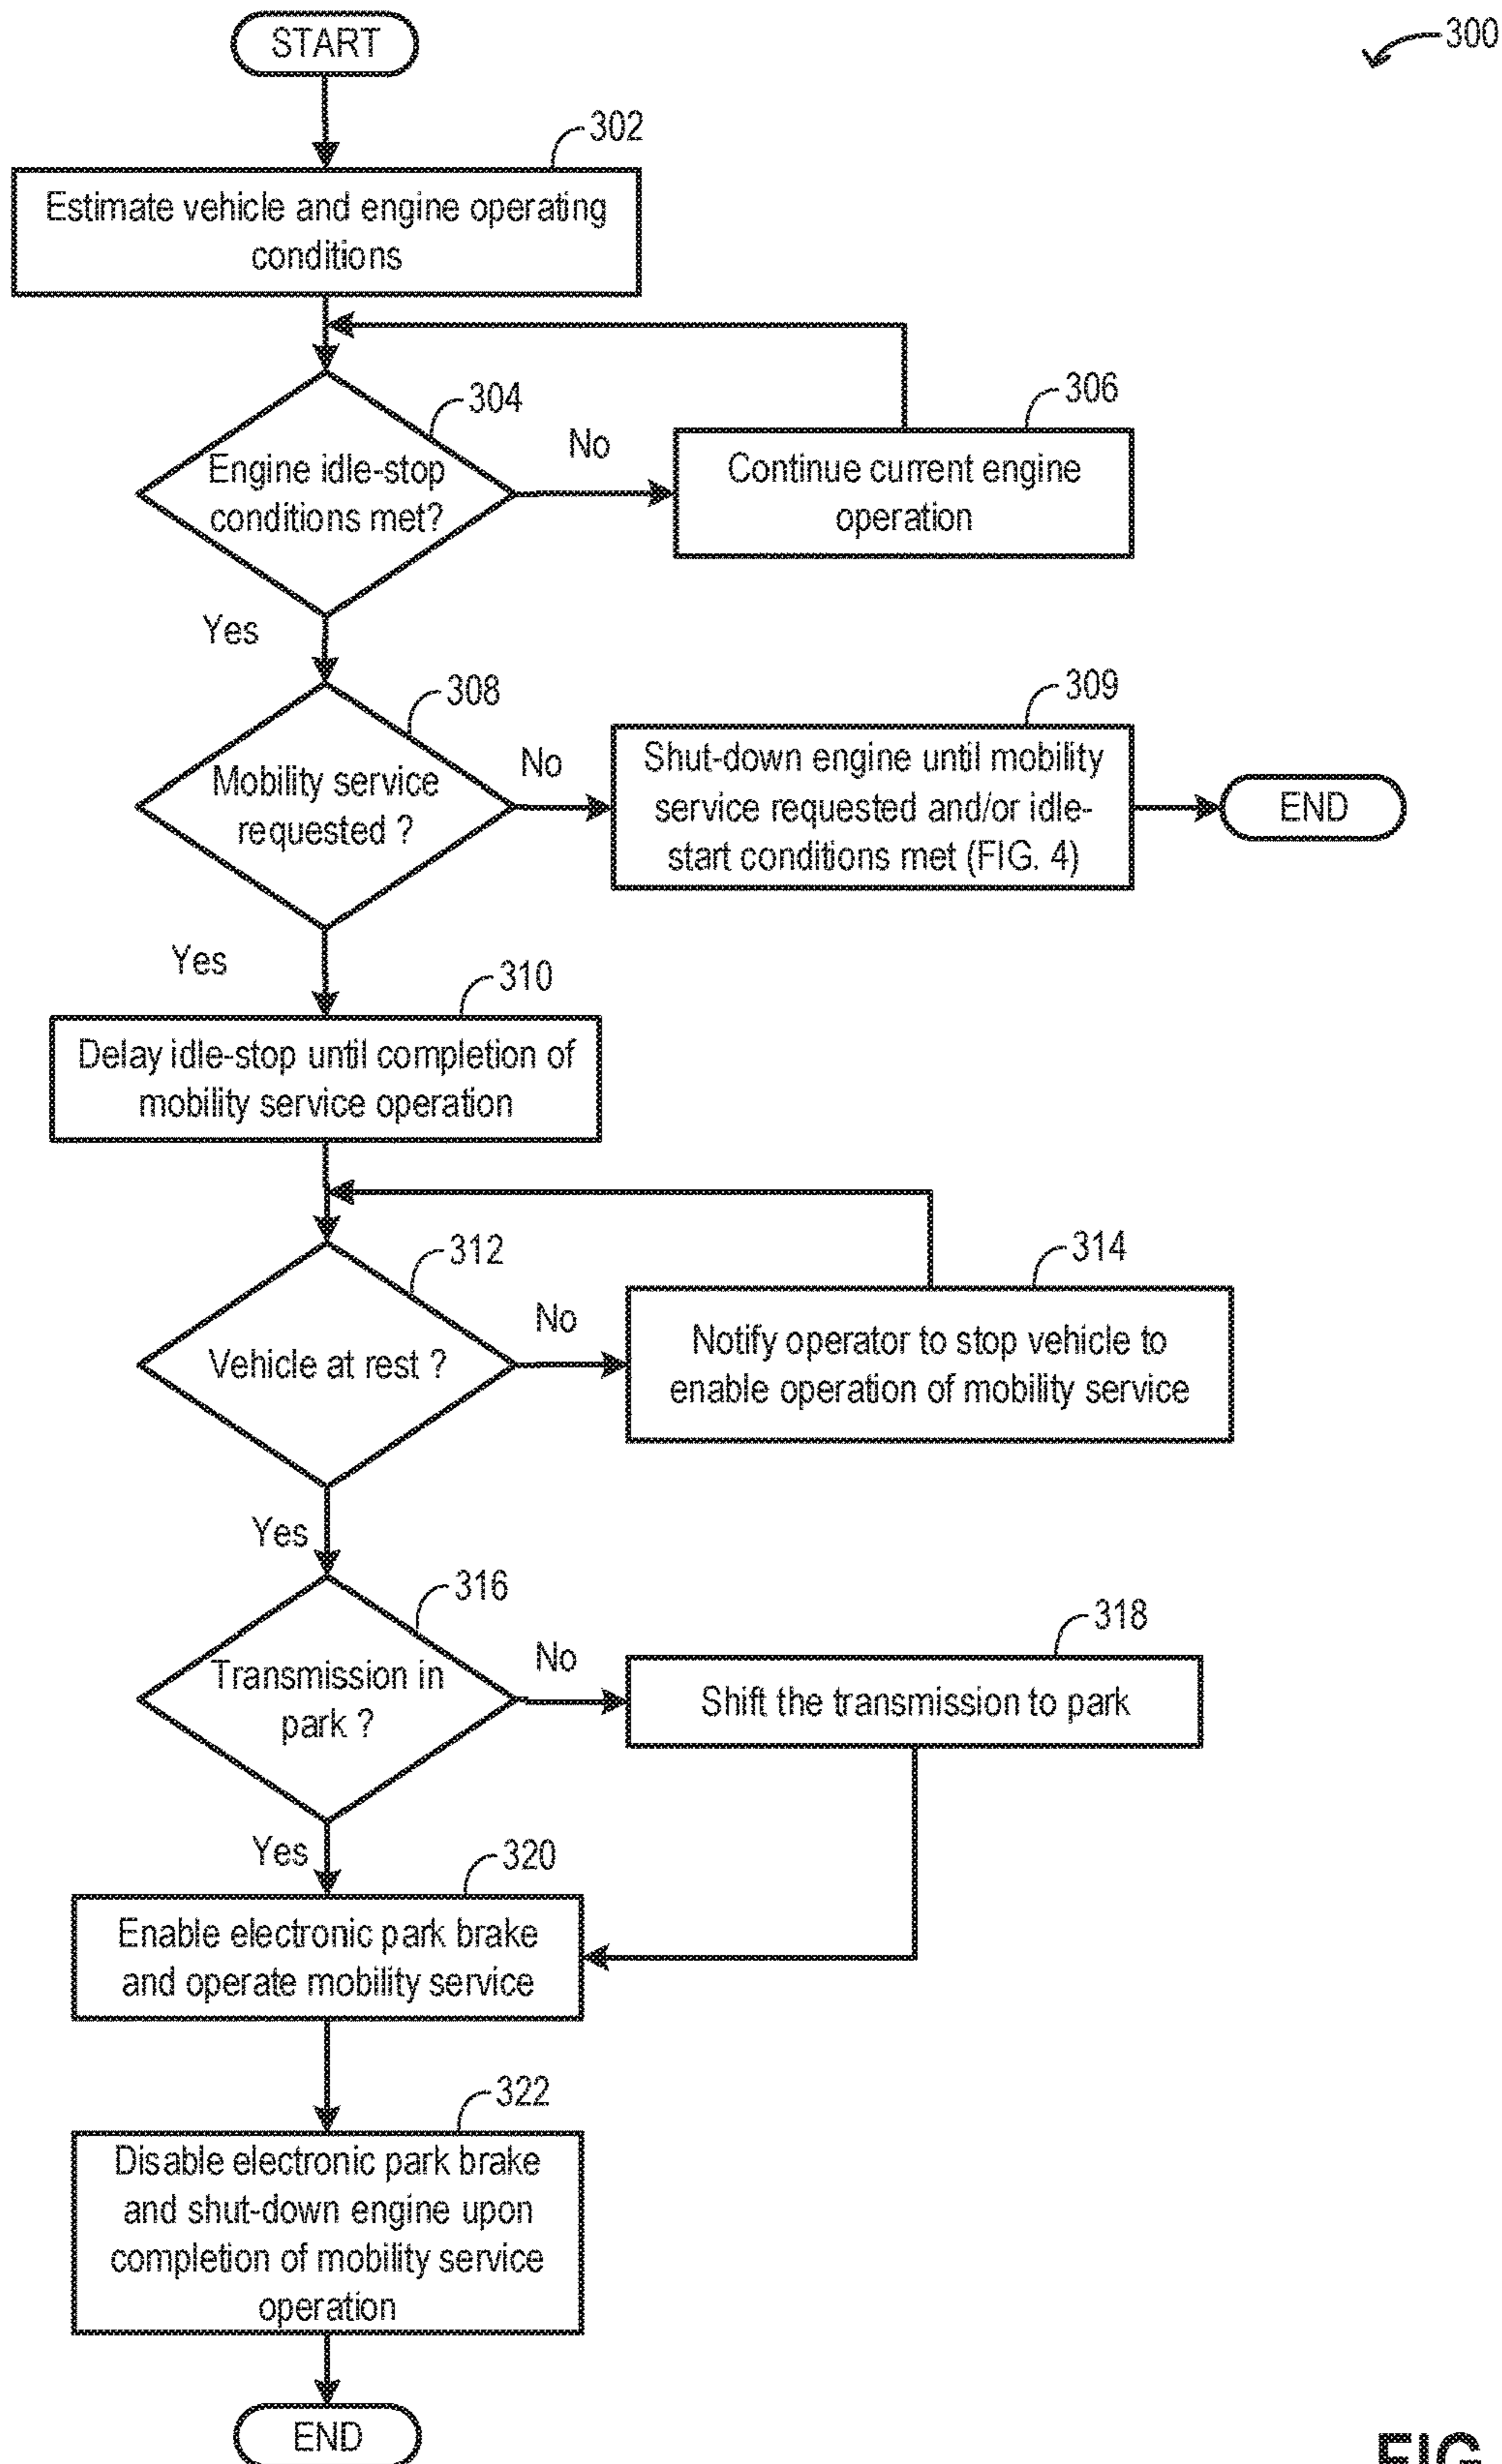 START
300
302
Estimate vehicle and engine operating
conditions
304
Engine idle-stop
conditions met?
No
306
Continue current engine
operation
Yes
308
Mobility service
requested ?
No
309
Shut-down engine until mobility
service requested and/or idle-
start conditions met (FIG. 4)
END
Yes
310
Delay idle-stop until completion of
mobility service operation
312
Vehicle at rest ?
No
314
Notify operator to stop vehicle to
enable operation of mobility service
Yes
316
Transmission in
park ?
No
318
Shift the transmission to park
Yes
320
Enable electronic park brake
and operate mobility service
322
Disable electronic park brake
and shut-down engine upon
completion of mobility service
operation
END
FIG